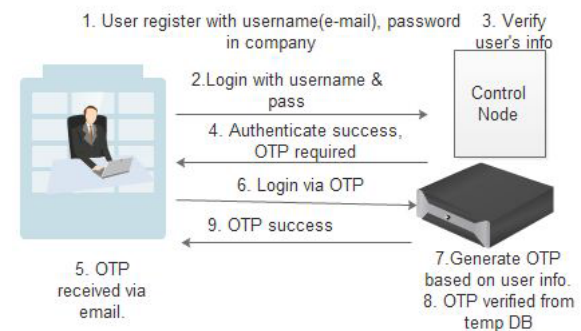 1. User register with username(e-mail), password
in company
3. Verify
user's info
2.Login with username &
pass
Control
Node
4. Authenticate success,
OTP required
6. Login via OTP
9. OTP success
5. OTP
received via
email.
7.Generate OTP
based on user info.
8. OTP verified from
temp DB